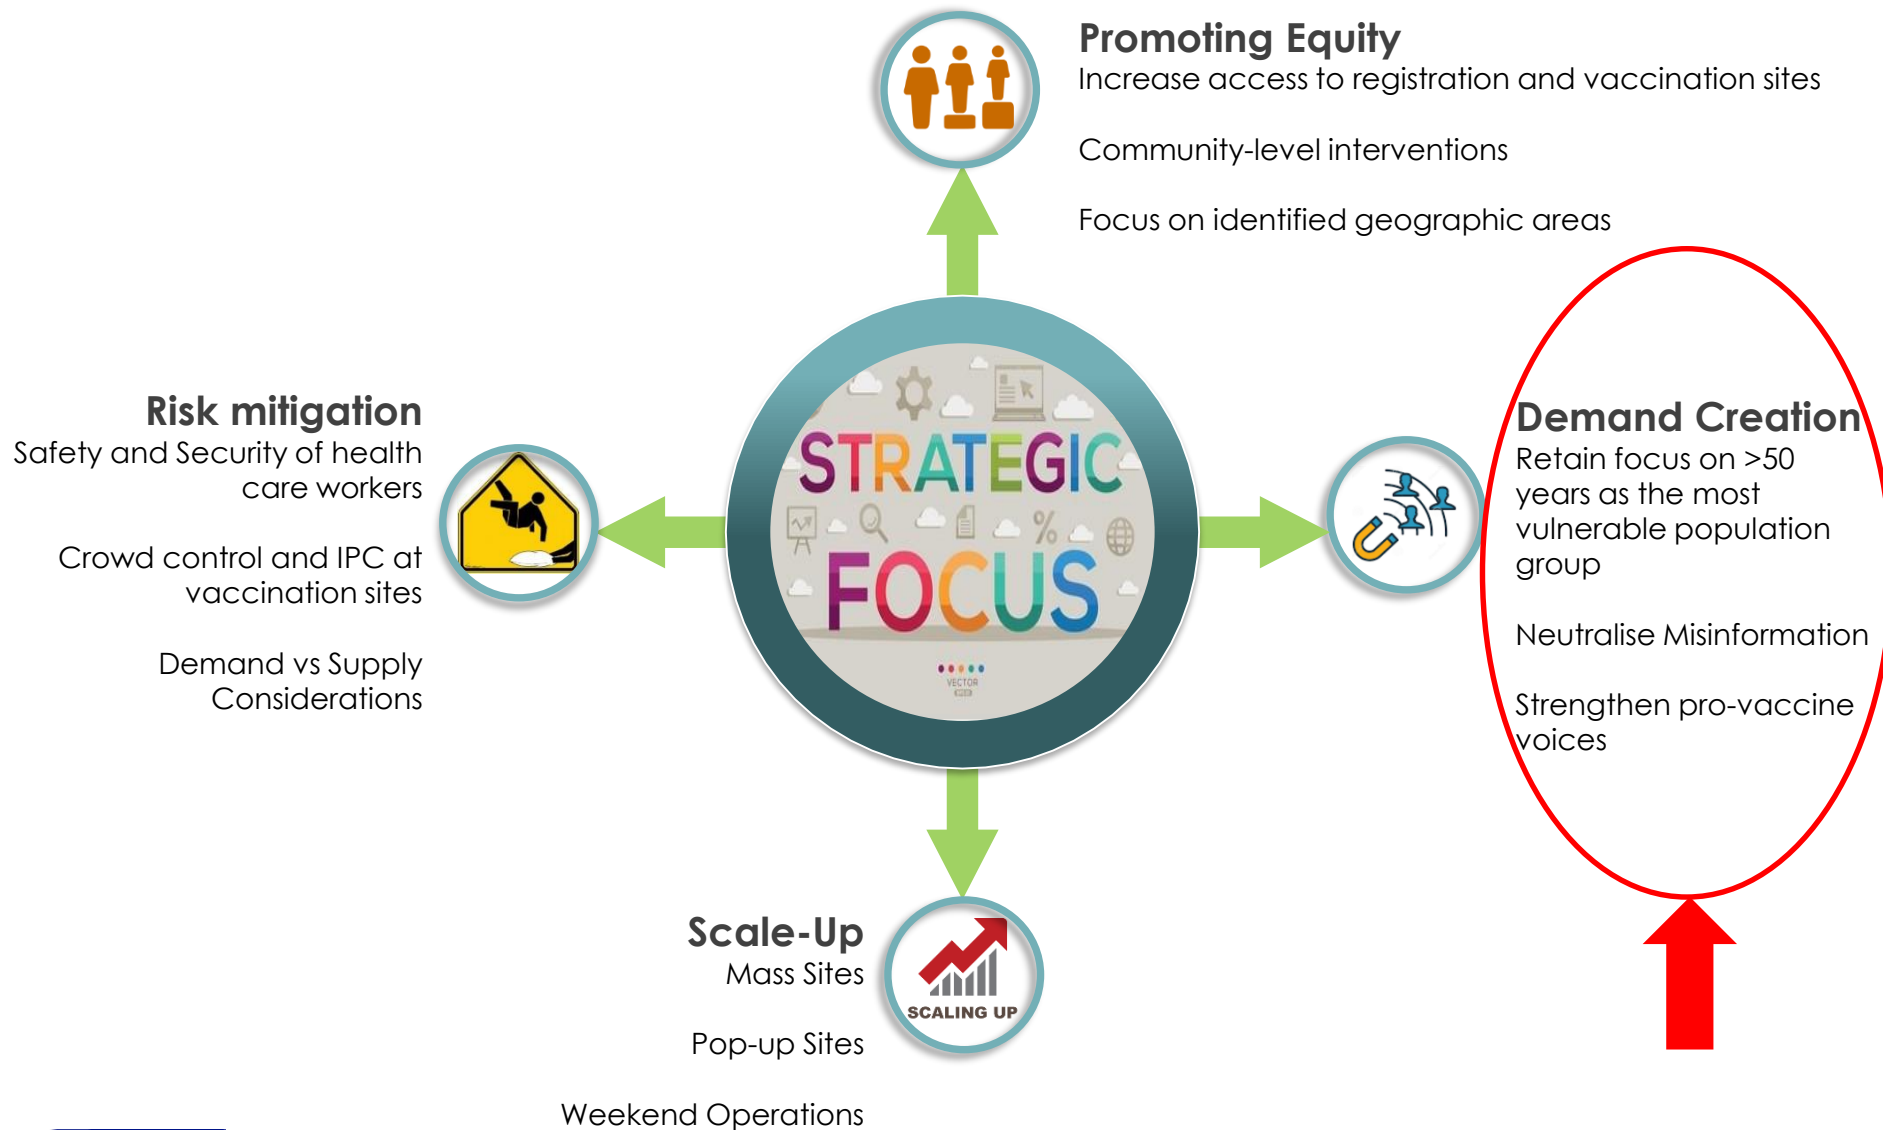 Promoting Equity
Increase access to registration and vaccination sites
Community-level interventions
Focus on identified geographic areas
Risk mitigation
Safety and Security of health
care workers
Crowd control and IPC at
vaccination sites
Demand vs Supply
Considerations
STRATEGIC
FOCUS
VECTOR
Demand Creation
Retain focus on >50
years as the most
vulnerable population
group
Neutralise Misinformation
Strengthen pro-vaccine
voices
Scale-Up
Mass Sites
Pop-up Sites
Weekend Operations
SCALING UP